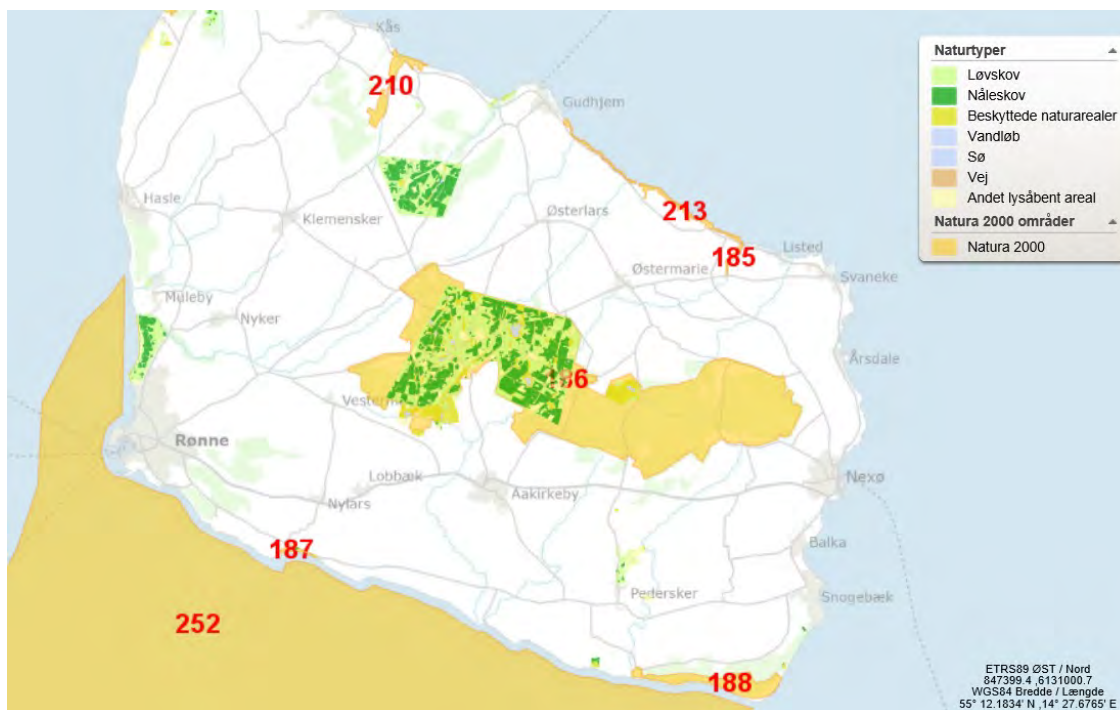 Kås
210
Gudhjem
Hasle
Klemensker
Østerlars
213
185
Listed
Østermarie
Svaneke
Muleby
Nyker
Årsdale
186
Rønne
Lobbæk
Aakirkeby
Nexø
Nylars
187
Balka
252
Pedersker
Snogebæk
188
Naturtyper
Løvskov
Nåleskov
Beskyttede naturarealer
Vandløb
Sø
Vej
Andet lysåbent areal
Natura 2000 områder
Natura 2000
ETRS89 ØST / Nord
847399.4 ,6131000.7
WGS84 Bredde / Længde
55° 12.1834' N ,14° 27.6765' E